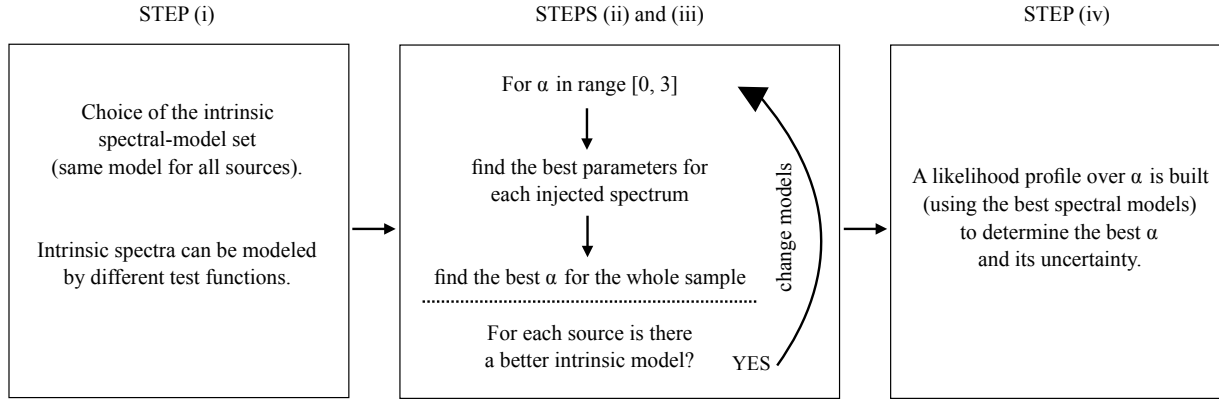 STEP (i)
Choice of the intrinsic
spectral-model set
(same model for all sources).
Intrinsic spectra can be modeled
by different test functions.
STEPS (ii) and (iii)
For α in range [0, 3]
find the best parameters for
each injected spectrum
find the best α for the whole sample
For each source is there
a better intrinsic model?
YES
change models
STEP (iv)
A likelihood profile over α is built
(using the best spectral models)
to determine the best α
and its uncertainty.